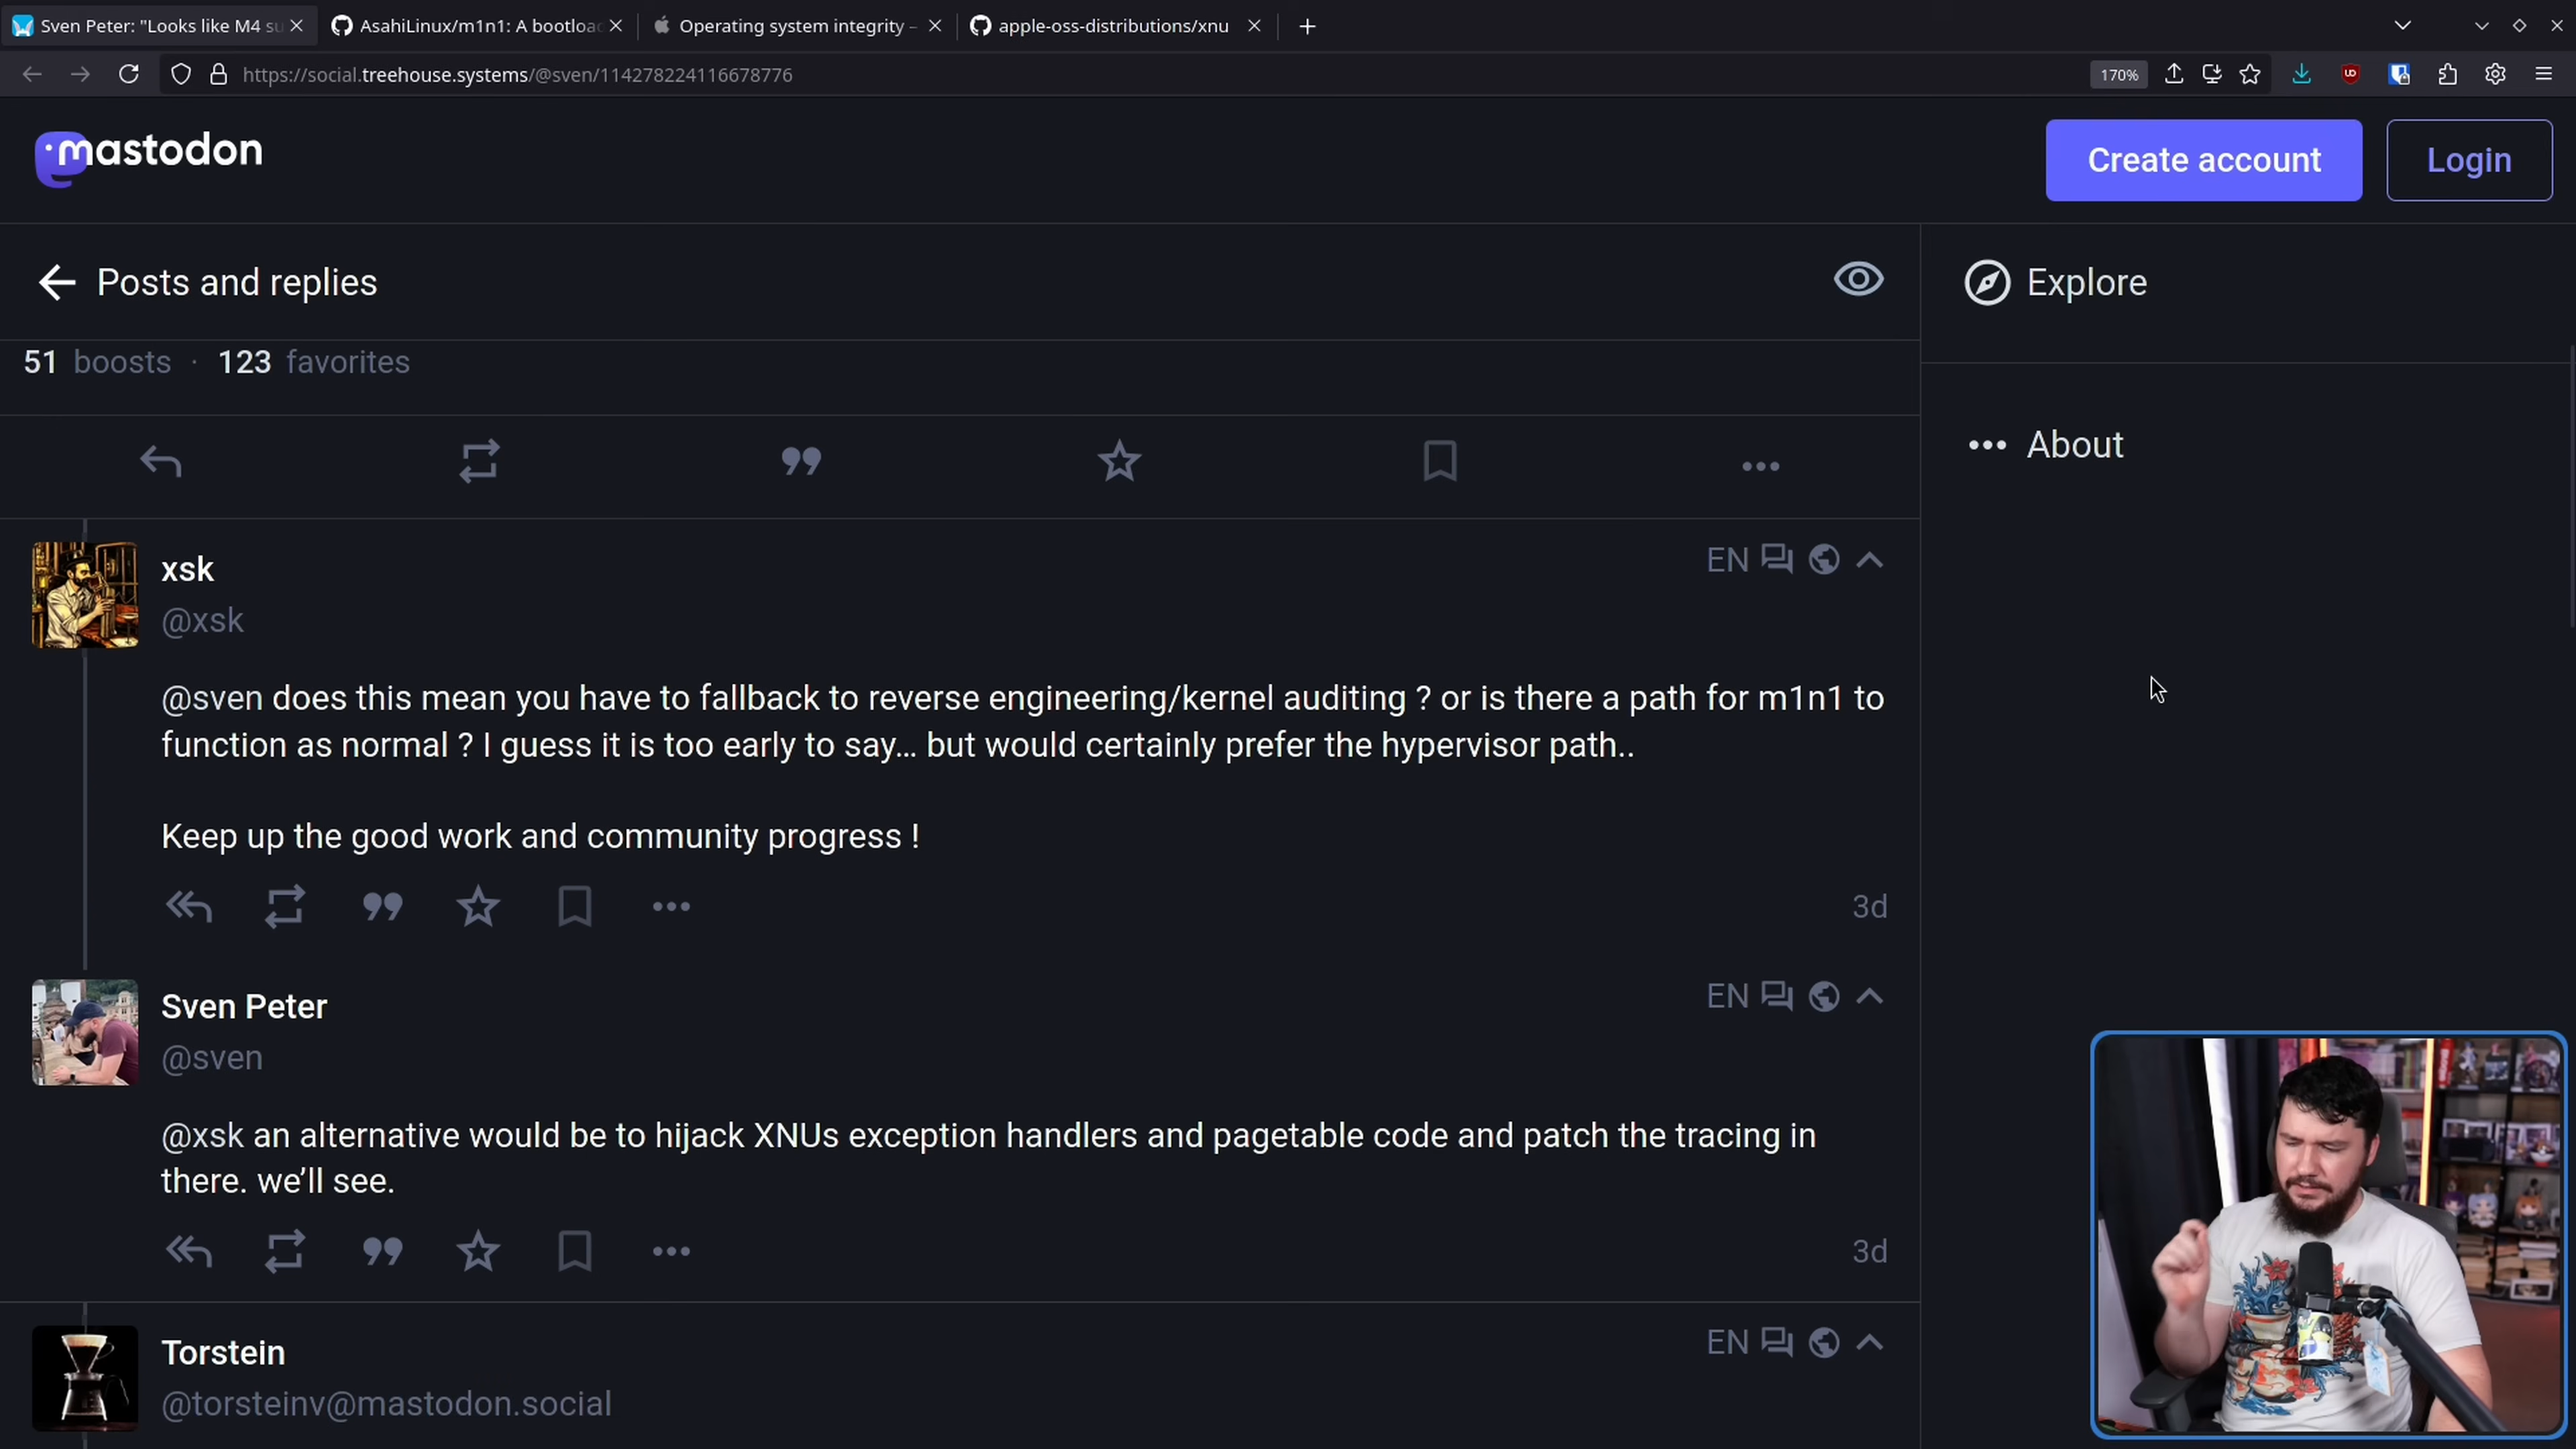 Sven Peter: "Looks like M4 su
AsahiLinux/m1n1: A bootloa
Operating system integrity –
apple-oss-distributions/xnu
https://social.treehouse.systems/@sven/114278224116678776
170%
mastodon
Create account
Login
Posts and replies
Explore
51 boosts · 123 favorites
About
xsk
EN
@xsk
@sven does this mean you have to fallback to reverse engineering/kernel auditing ? or is there a path for m1n1 to
function as normal ? I guess it is too early to say… but would certainly prefer the hypervisor path..
Keep up the good work and community progress !
3d
Sven Peter
EN
@sven
@xsk an alternative would be to hijack XNUs exception handlers and pagetable code and patch the tracing in
there. we’ll see.
3d
Torstein
EN
@torsteinv@mastodon.social